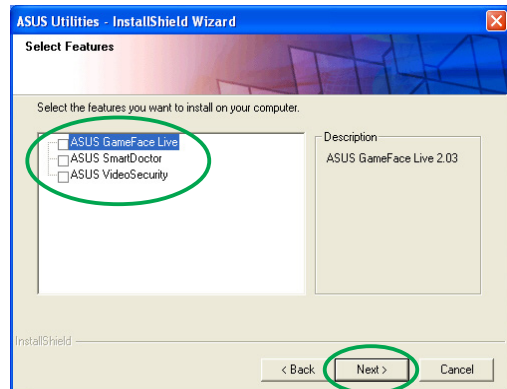 ASUS Utilities - InstallShield Wizard
Select Features
Select the features you want to install on your computer.
ASUS GameFace Live
ASUS SmartDoctor
ASUS VideoSecurity
Description
ASUS GameFace Live 2.03
InstallShield
< Back
Next >
Cancel